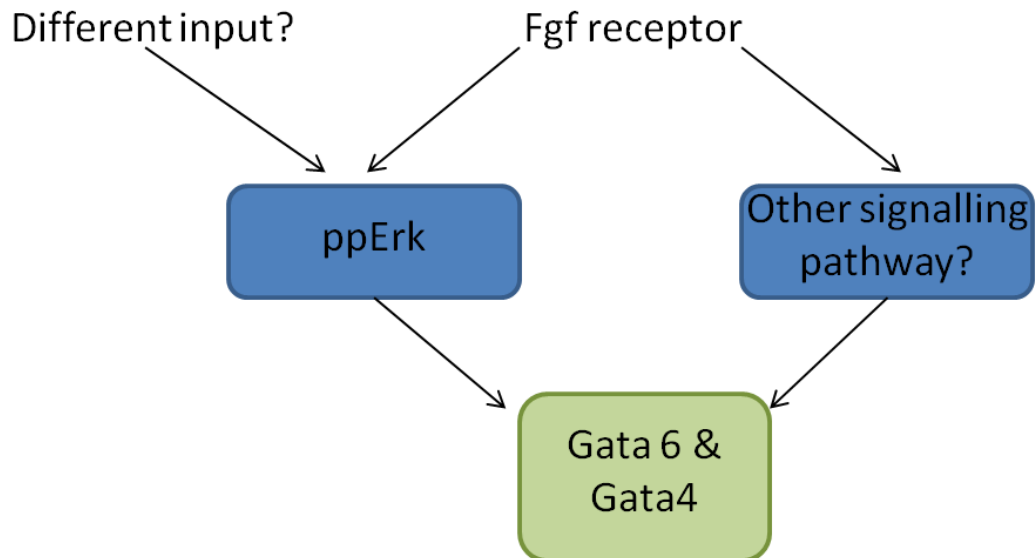 Different input?
Fgf receptor
ppErk
Other signalling
pathway?
Gata 6 &
Gata4